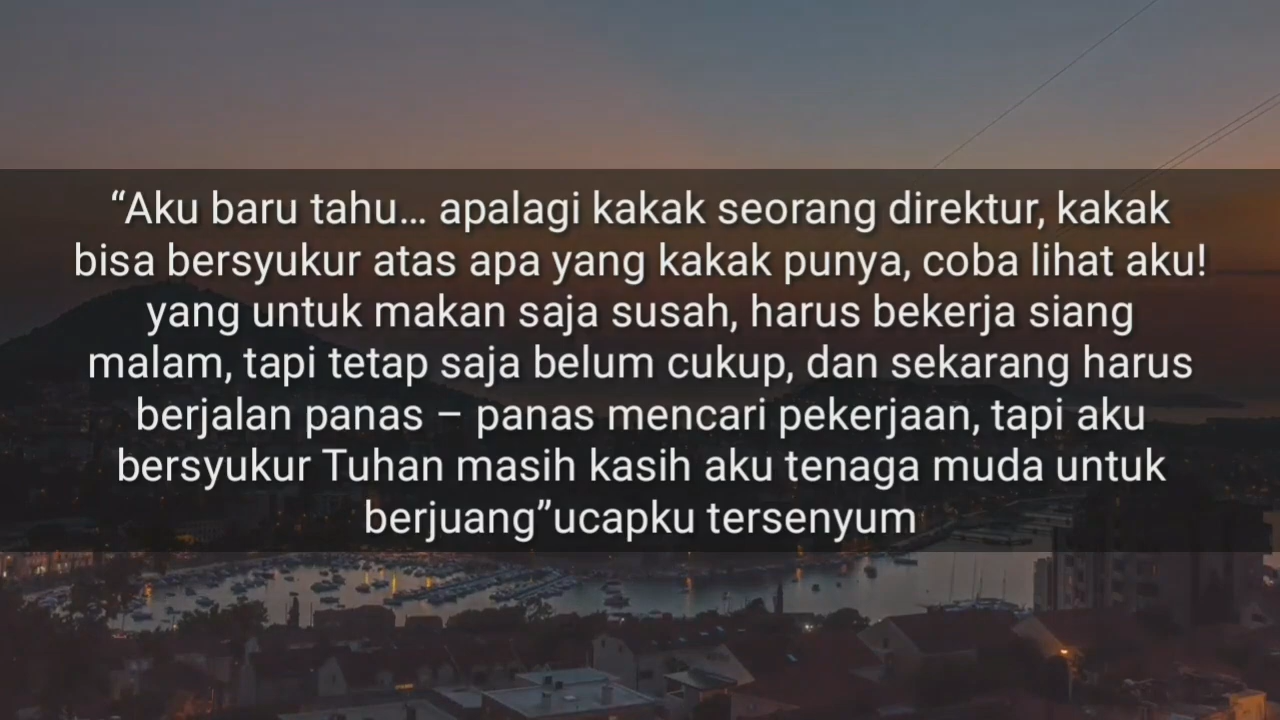 “Aku baru tahu... apalagi kakak seorang direktur, kakak
bisa bersyukur atas apa yang kakak punya, coba lihat aku!
yang untuk makan saja susah, harus bekerja siang
malam, tapi tetap saja belum cukup, dan sekarang harus
berjalan panas – panas mencari pekerjaan, tapi aku
bersyukur Tuhan masih kasih aku tenaga muda untuk
berjuang”ucapku tersenyum